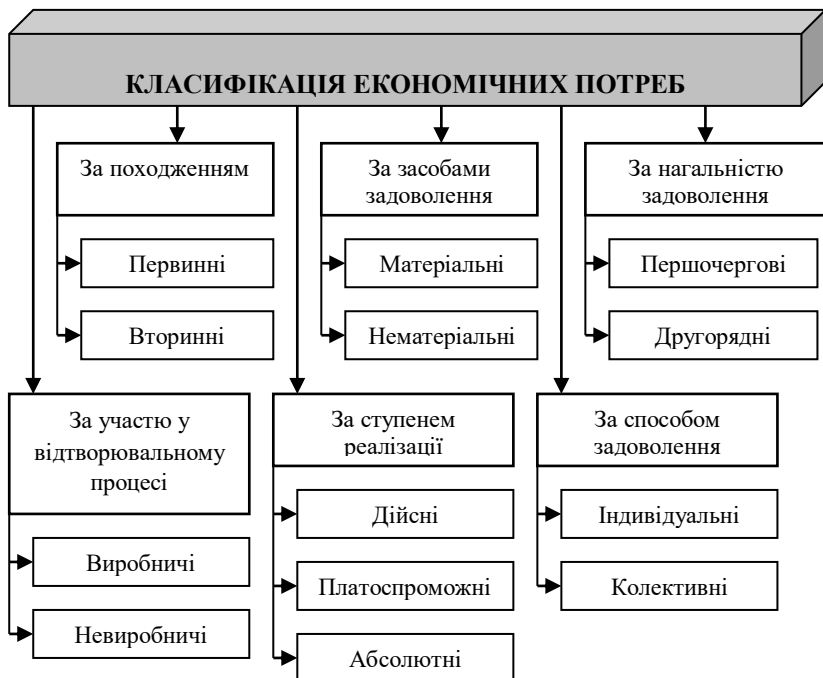 КЛАСИФІКАЦІЯ ЕКОНОМІЧНИХ ПОТРЕБ
За походженням
Первинні
Вторинні
За засобами
задоволення
Матеріальні
Нематеріальні
За нагальністю
задоволення
Першочергові
Другорядні
За участю у
відтворювальному
процесі
Виробничі
Невиробничі
За ступенем
реалізації
Дійсні
Платоспроможні
Абсолютні
За способом
задоволення
Індивідуальні
Колективні